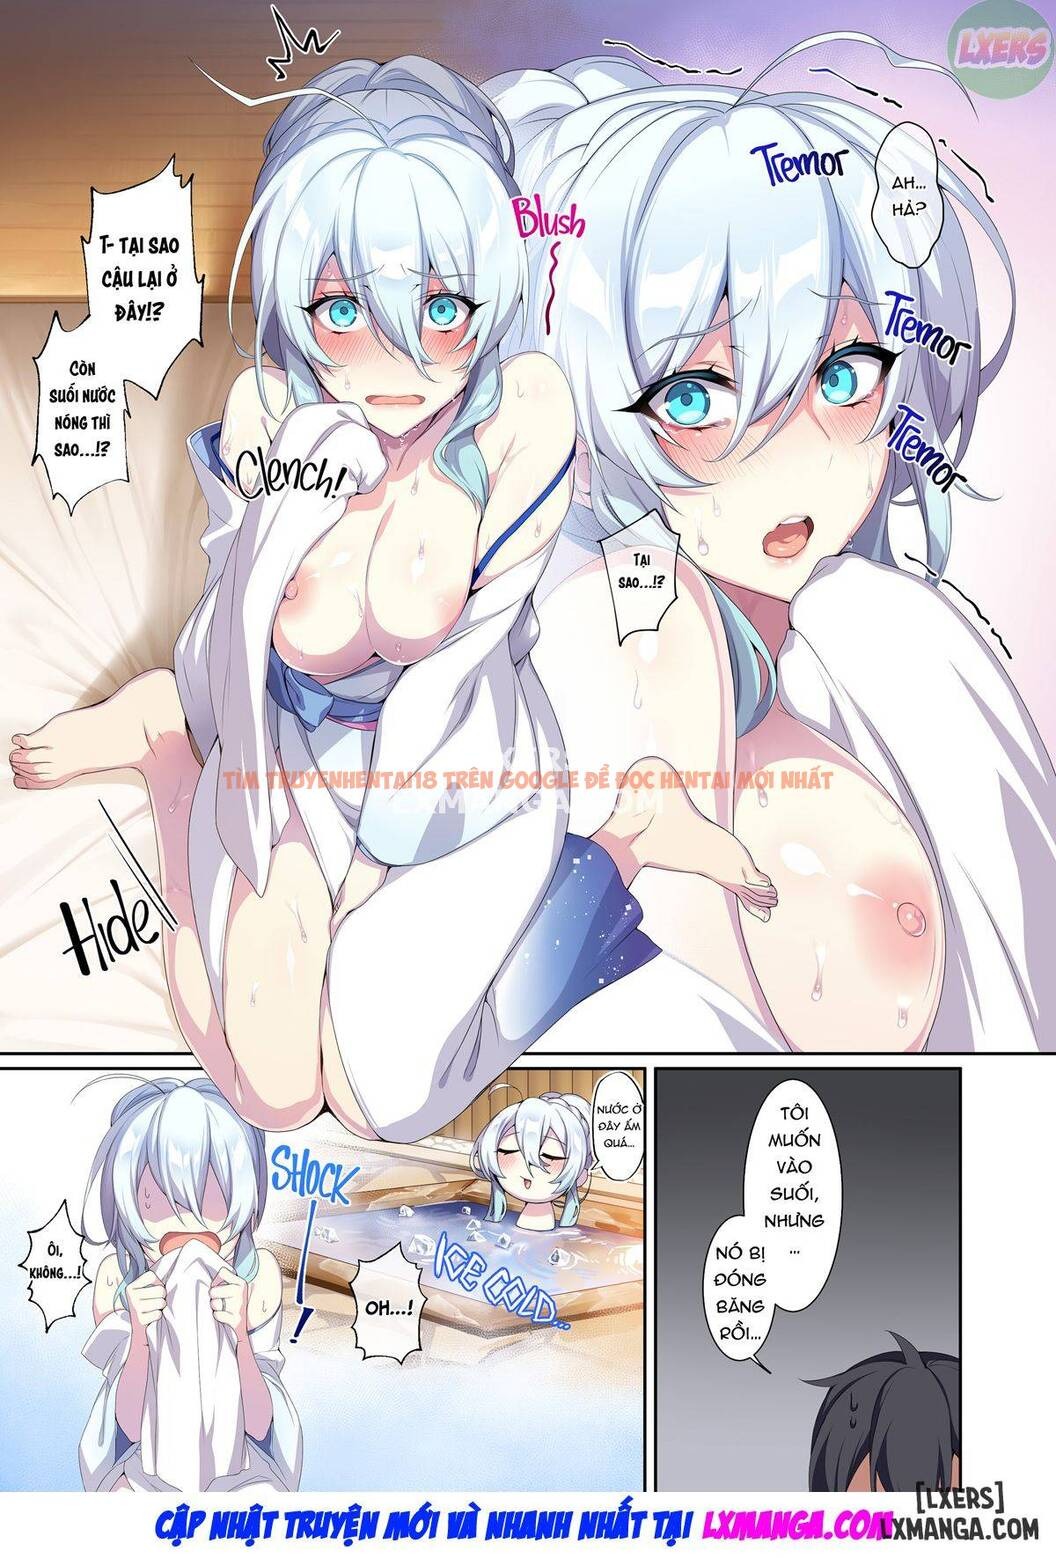 LXERS
AH...
HẢ?
Tremor
Blush
T- TẠI SAO
CẬU LẠI Ở
ĐÂY!?
CÒN
SUỐI NƯỚC
NÓNG THÌ
SAO...!?
Tremor
Tremor
Clench!
TẠI
SAO...!?
TÌM TRUYENHENTAI18 TRÊN GOOGLE ĐỂ ĐỌC HENTAI MỚI NHẤT
LXMANGA.COM
Hide
NƯỚC Ở
ĐÂY ẤM
QUÁ...
TÔI
MUỐN
VÀO
SUỐI,
NHƯNG
...
NÓ BỊ
ĐÓNG
BĂNG
RỒI...
SHOCK
!
ICE COLD...
OH...!
ÔI,
KHÔNG...!
[LXERS]
LXMANGA.COM
CẬP NHẬT TRUYỆN MỚI VÀ NHANH NHẤT TẠI LXMANGA.COM